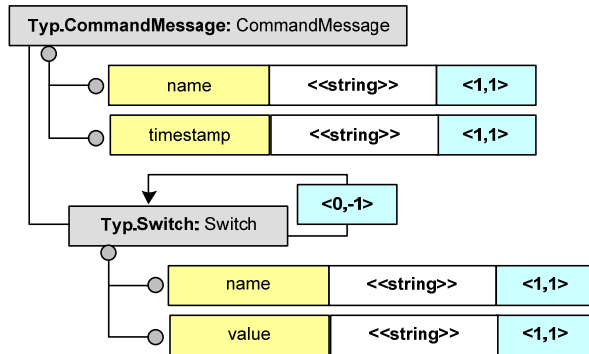 Typ.CommandMessage: CommandMessage
name <<string>> <1,1>
timestamp <<string>> <1,1>
<0,-1>
Typ.Switch: Switch
name <<string>> <1,1>
value <<string>> <1,1>